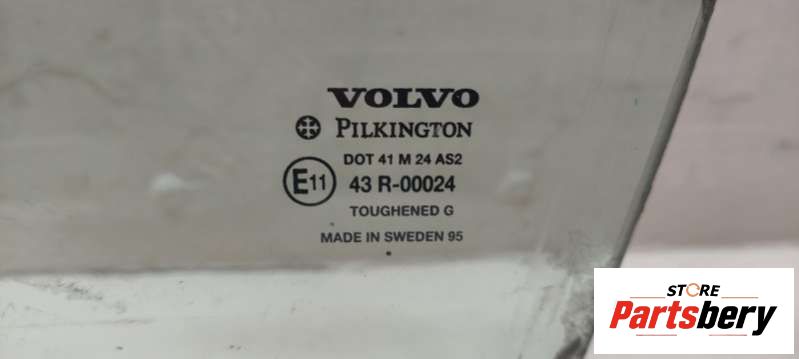 VOLVO
PILKINGTON
DOT 41 M 24 AS2
E11 43 R-00024
TOUGHENED G
MADE IN SWEDEN 95
STORE
Partsbery